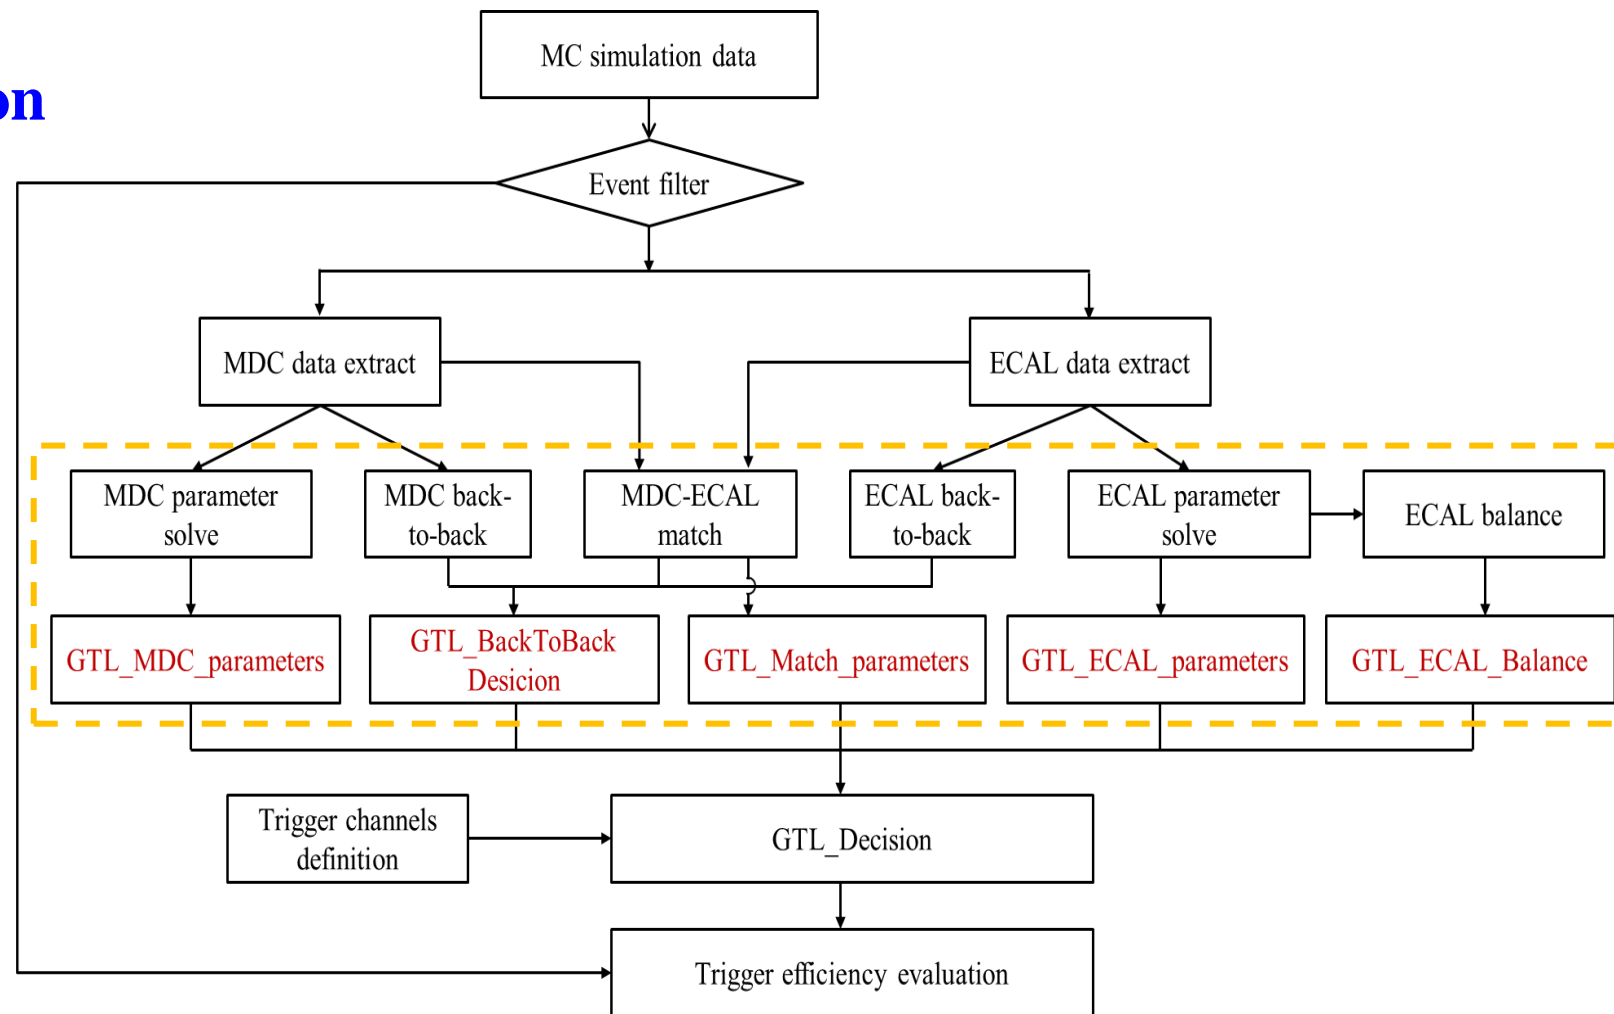 on
MC simulation data
Event filter
MDC data extract
ECAL data extract
MDC parameter
solve
MDC back-
to-back
MDC-ECAL
match
ECAL back-
to-back
ECAL parameter
solve
ECAL balance
GTL_MDC_parameters
GTL_BackToBack
Desicion
GTL_Match_parameters
GTL_ECAL_parameters
GTL_ECAL_Balance
Trigger channels
definition
GTL_Decision
Trigger efficiency evaluation